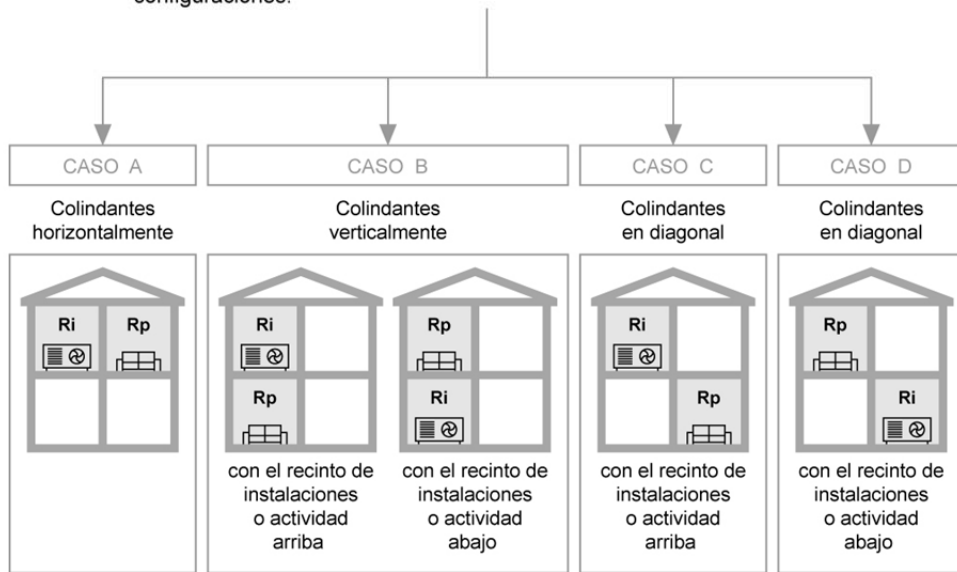 configuraciones:
CASO A
CASO B
CASO C
CASO D
Colindantes
horizontalmente
Colindantes
verticalmente
Colindantes
en diagonal
Colindantes
en diagonal
Ri
Rp
Ri
Rp
Rp
Ri
Ri
Rp
Rp
Ri
con el recinto de
instalaciones
o actividad
arriba
con el recinto de
instalaciones
o actividad
abajo
con el recinto de
instalaciones
o actividad
arriba
con el recinto de
instalaciones
o actividad
abajo